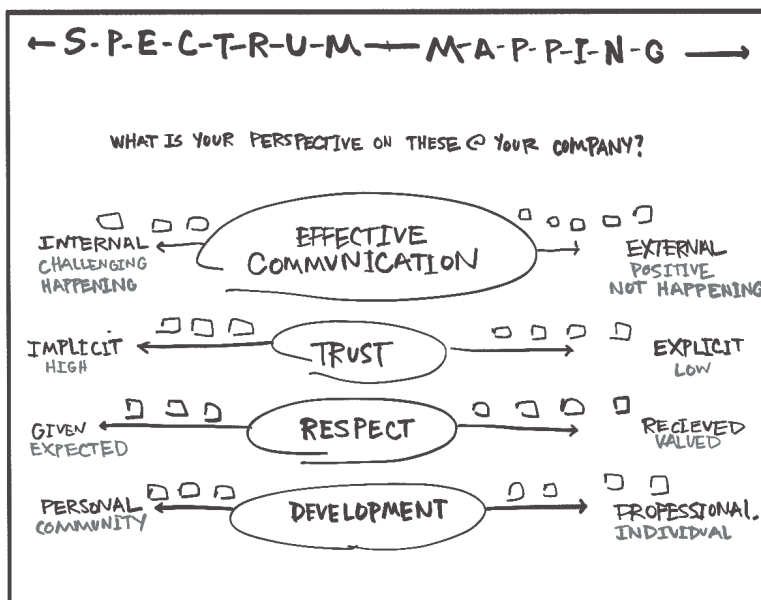 S-P-E-C-T-R-U-M — M-A-P-P-I-N-G
WHAT IS YOUR PERSPECTIVE ON THESE @ YOUR COMPANY?
INTERNAL
CHALLENGING
HAPPENING
EFFECTIVE
COMMUNICATION
EXTERNAL
POSITIVE
NOT HAPPENING
IMPLICIT
HIGH
TRUST
EXPLICIT
LOW
GIVEN
EXPECTED
RESPECT
RECIEVED
VALUED
PERSONAL
COMMUNITY
DEVELOPMENT
PROFESSIONAL.
INDIVIDUAL